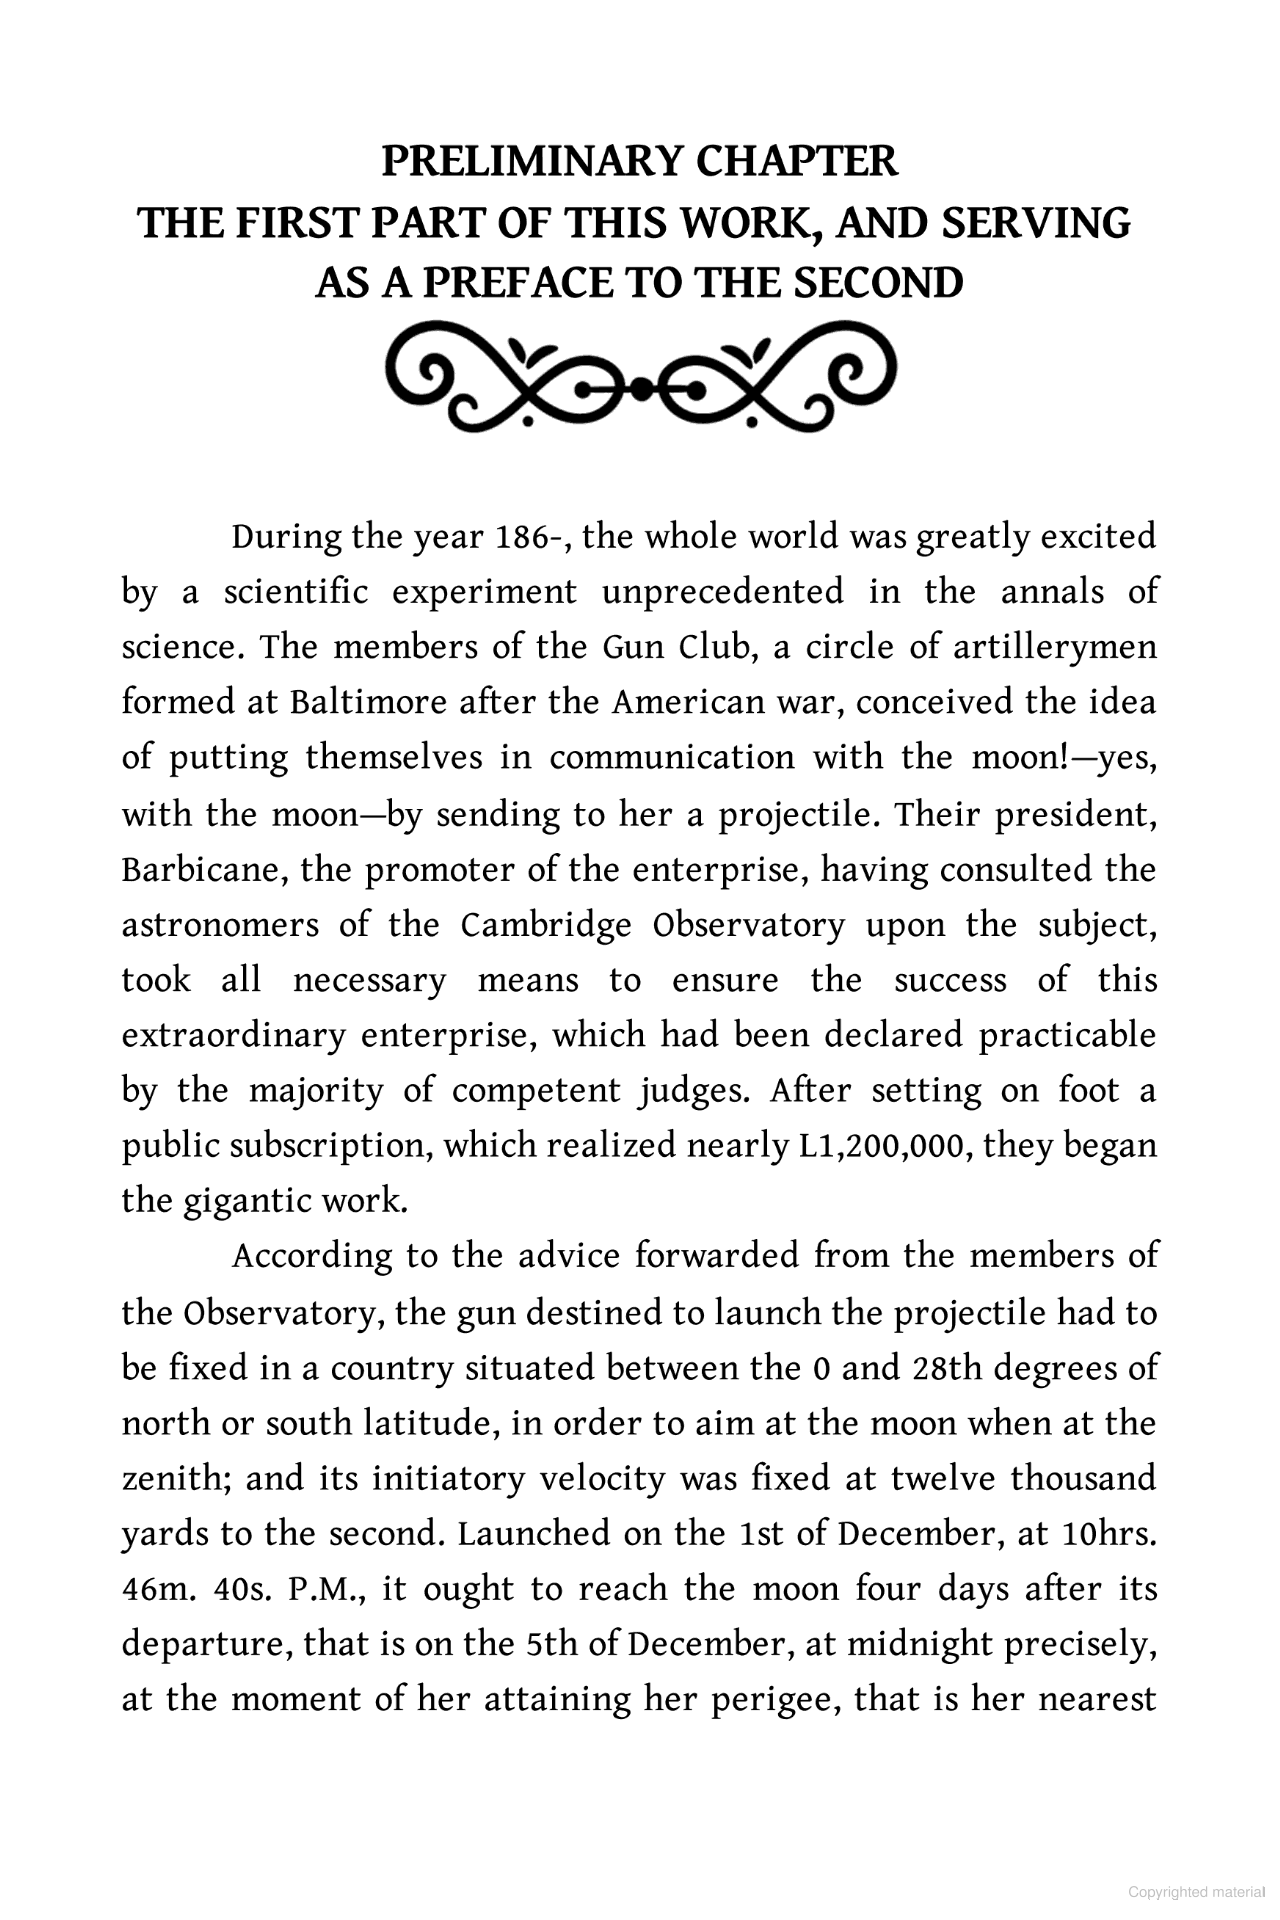 PRELIMINARY CHAPTER
THE FIRST PART OF THIS WORK, AND SERVING
AS A PREFACE TO THE SECOND
During the year 186-, the whole world was greatly excited
by a scientific experiment unprecedented in the annals of
science. The members of the Gun Club, a circle of artillerymen
formed at Baltimore after the American war, conceived the idea
of putting themselves in communication with the moon!—yes,
with the moon—by sending to her a projectile. Their president,
Barbicane, the promoter of the enterprise, having consulted the
astronomers of the Cambridge Observatory upon the subject,
took all necessary means to ensure the success of this
extraordinary enterprise, which had been declared practicable
by the majority of competent judges. After setting on foot a
public subscription, which realized nearly L1,200,000, they began
the gigantic work.
According to the advice forwarded from the members of
the Observatory, the gun destined to launch the projectile had to
be fixed in a country situated between the 0 and 28th degrees of
north or south latitude, in order to aim at the moon when at the
zenith; and its initiatory velocity was fixed at twelve thousand
yards to the second. Launched on the 1st of December, at 10hrs.
46m. 40s. P.M., it ought to reach the moon four days after its
departure, that is on the 5th of December, at midnight precisely,
at the moment of her attaining her perigee, that is her nearest
Copyrighted material